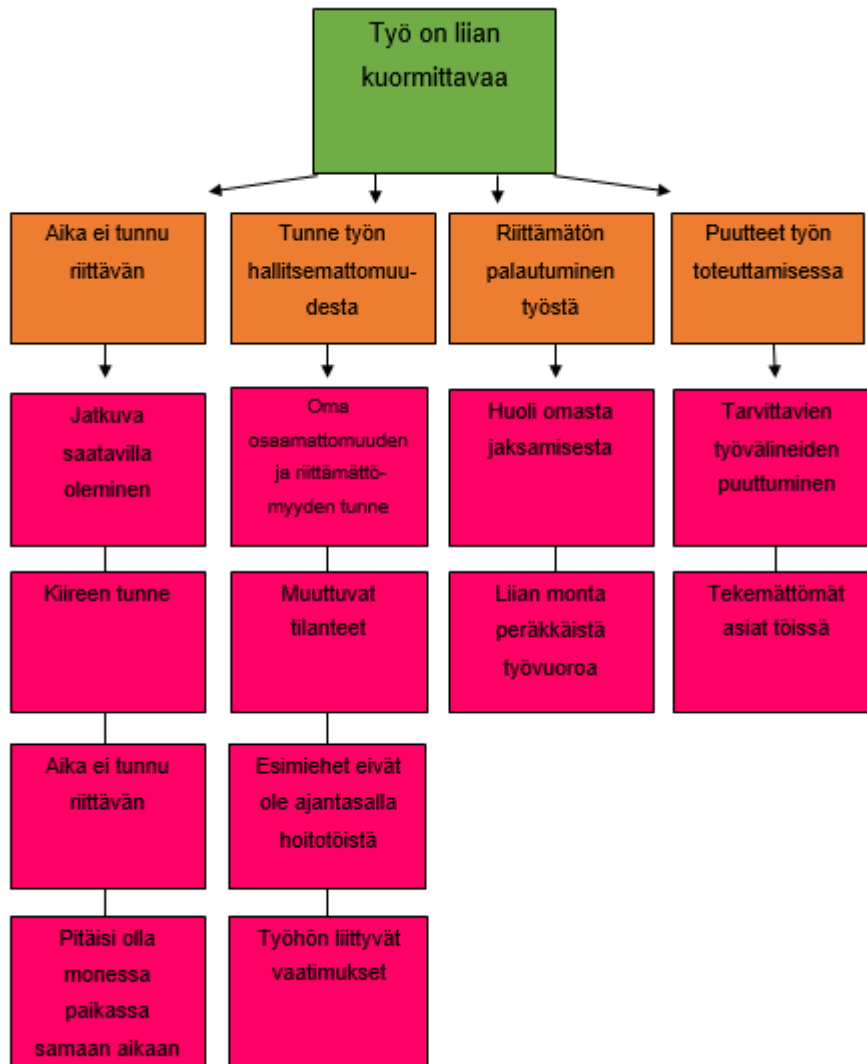 Työ on liian
kuormittavaa
Aika ei tunnu
riittävän
Tunne työn
hallitsemattomuu-
desta
Riittämätön
palautuminen
työstä
Puutteet työn
toteuttamisessa
Jatkuva
saatavilla
oleminen
Oma
osaamattomuuden
ja riittämättö-
myyden tunne
Huoli omasta
jaksamisesta
Tarvittavien
työvälineiden
puuttuminen
Kiireen tunne
Muuttuvat
tilanteet
Liian monta
peräkkäistä
työvuoroa
Tekemättömät
asiat töissä
Aika ei tunnu
riittävän
Esimiehet eivät
ole ajantasalla
hoitotöistä
Pitäisi olla
monessa
paikassa
samaan aikaan
Työhön liittyvät
vaatimukset